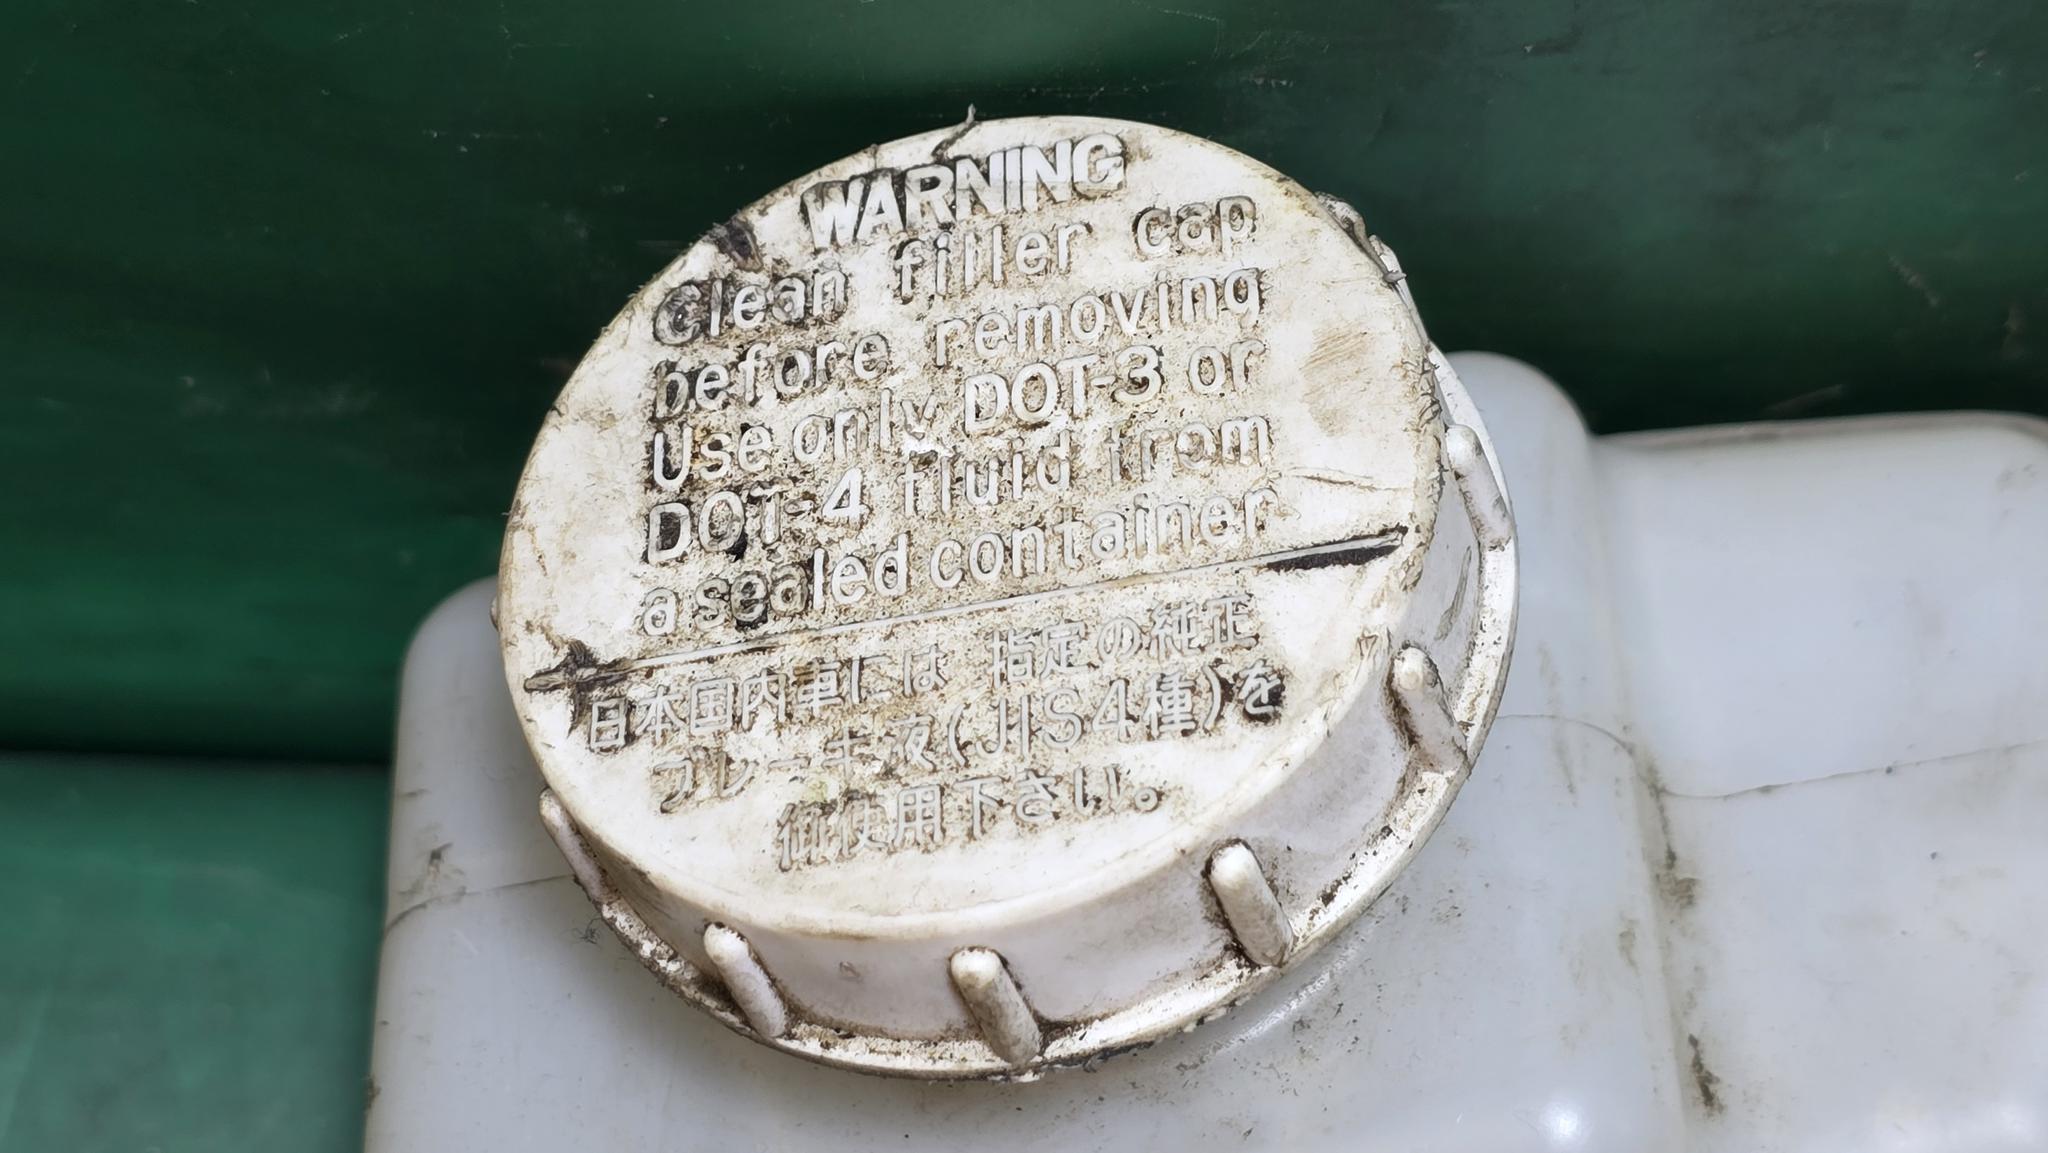 WARNING
Clean filler cap
before removing
Use only DOT-3 or
DOT-4 fluid from
a sealed container
日本国内車には 指定の純正
ブレーキ液(JIS4種)を
御使用下さい。